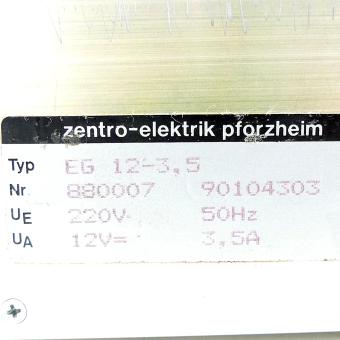 zentro-elektrik pforzheim
Typ EG 12-3,5
Nr. 880007 90104303
UE 220V 50Hz
UA 12V= 3,5A